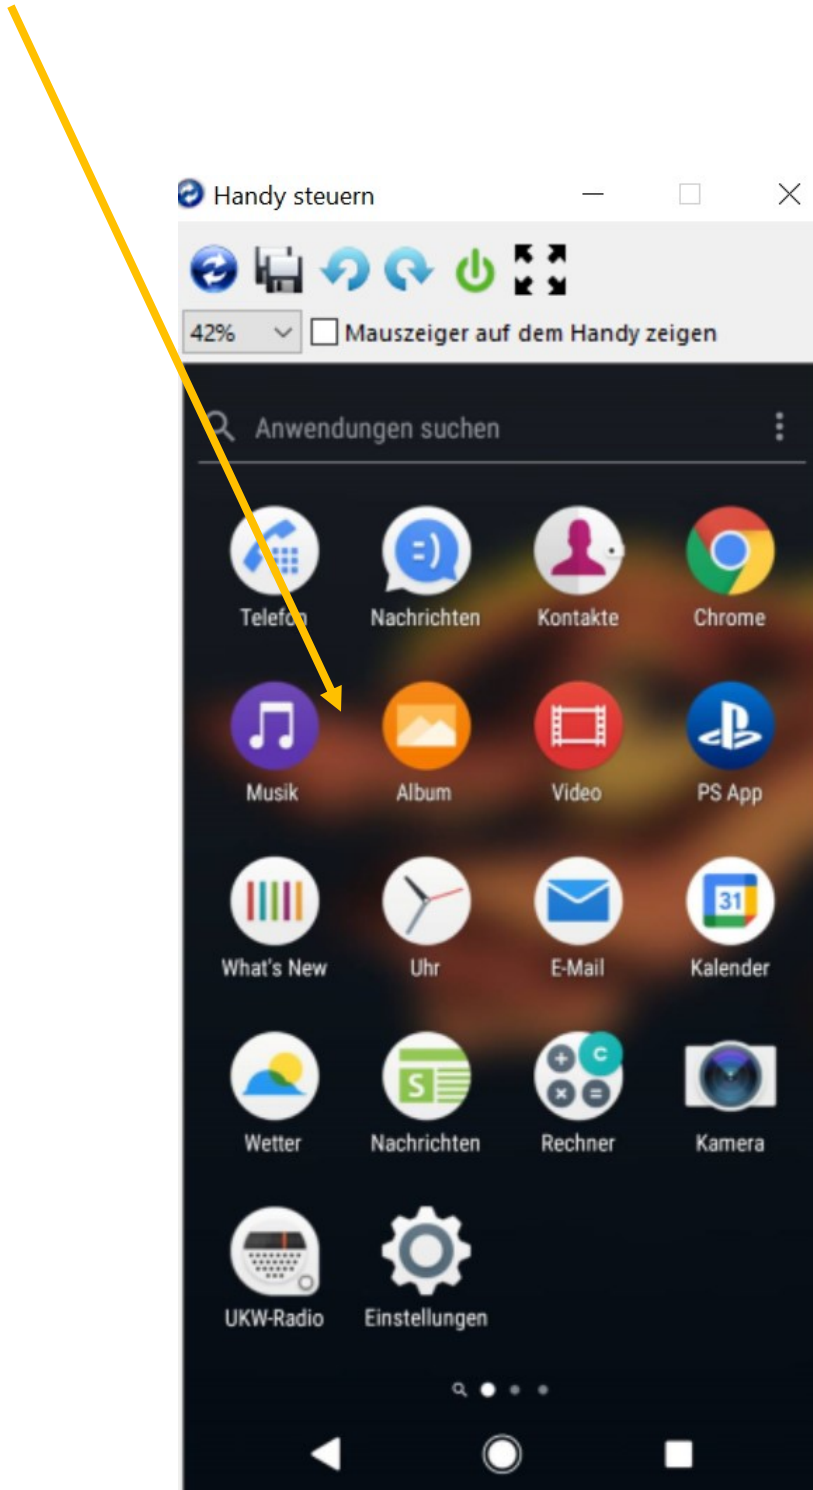 Handy steuern
42% Mauszeiger auf dem Handy zeigen
Anwendungen suchen
Telefon Nachrichten Kontakte Chrome
Musik Album Video PS App
31
What's New Uhr E-Mail Kalender
S C
Wetter Nachrichten Rechner Kamera
UKW-Radio Einstellungen